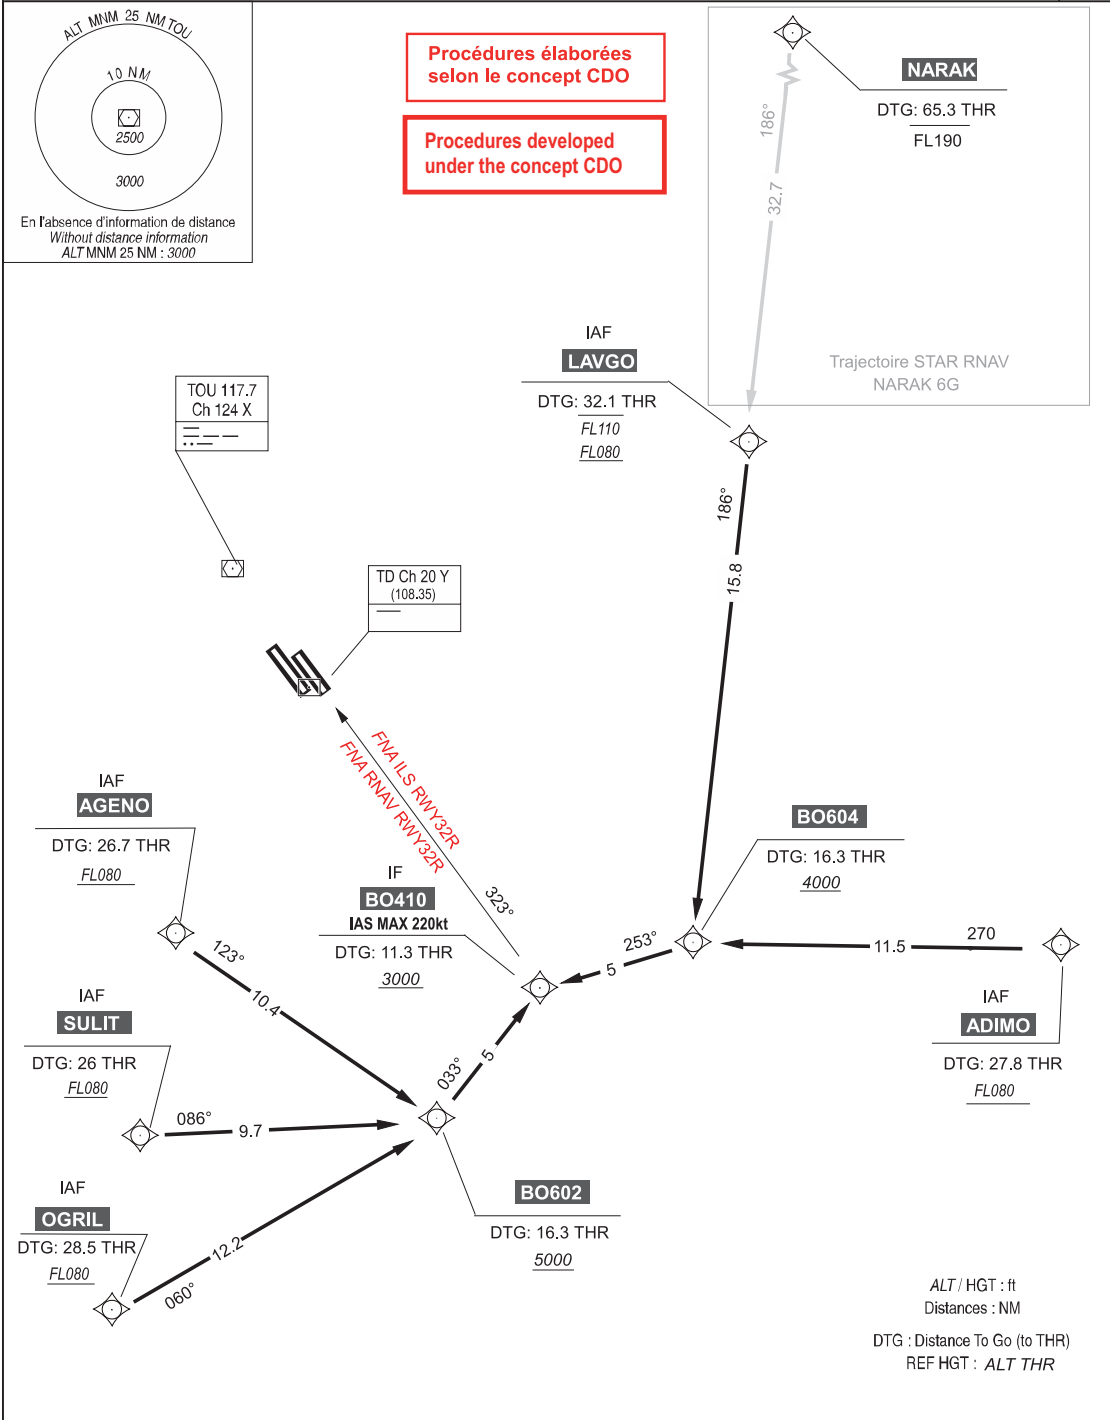 ALT MNM 25 NM TOU
10 NM
2500
3000
En l'absence d'information de distance
Without distance information
ALT MNM 25 NM : 3000
Procédures élaborées
selon le concept CDO
Procedures developed
under the concept CDO
NARAK
DTG: 65.3 THR
FL190
186°
32.7
Trajectoire STAR RNAV
NARAK 6G
IAF
LAVGO
DTG: 32.1 THR
FL110
FL080
TOU 117.7
Ch 124 X
186°
15.8
TD Ch 20 Y
(108.35)
FNA ILS RWY32R
FNA RNAV RWY32R
323°
IAF
AGENO
DTG: 26.7 THR
FL080
BO604
DTG: 16.3 THR
4000
IF
BO410
IAS MAX 220kt
DTG: 11.3 THR
3000
123°
10.4
253°
5
270
11.5
IAF
SULIT
DTG: 26 THR
FL080
IAF
ADIMO
DTG: 27.8 THR
FL080
033°
5
086°
9.7
IAF
OGRIL
DTG: 28.5 THR
FL080
12.2
060°
BO602
DTG: 16.3 THR
5000
ALT / HGT : ft
Distances : NM
DTG : Distance To Go (to THR)
REF HGT : ALT THR